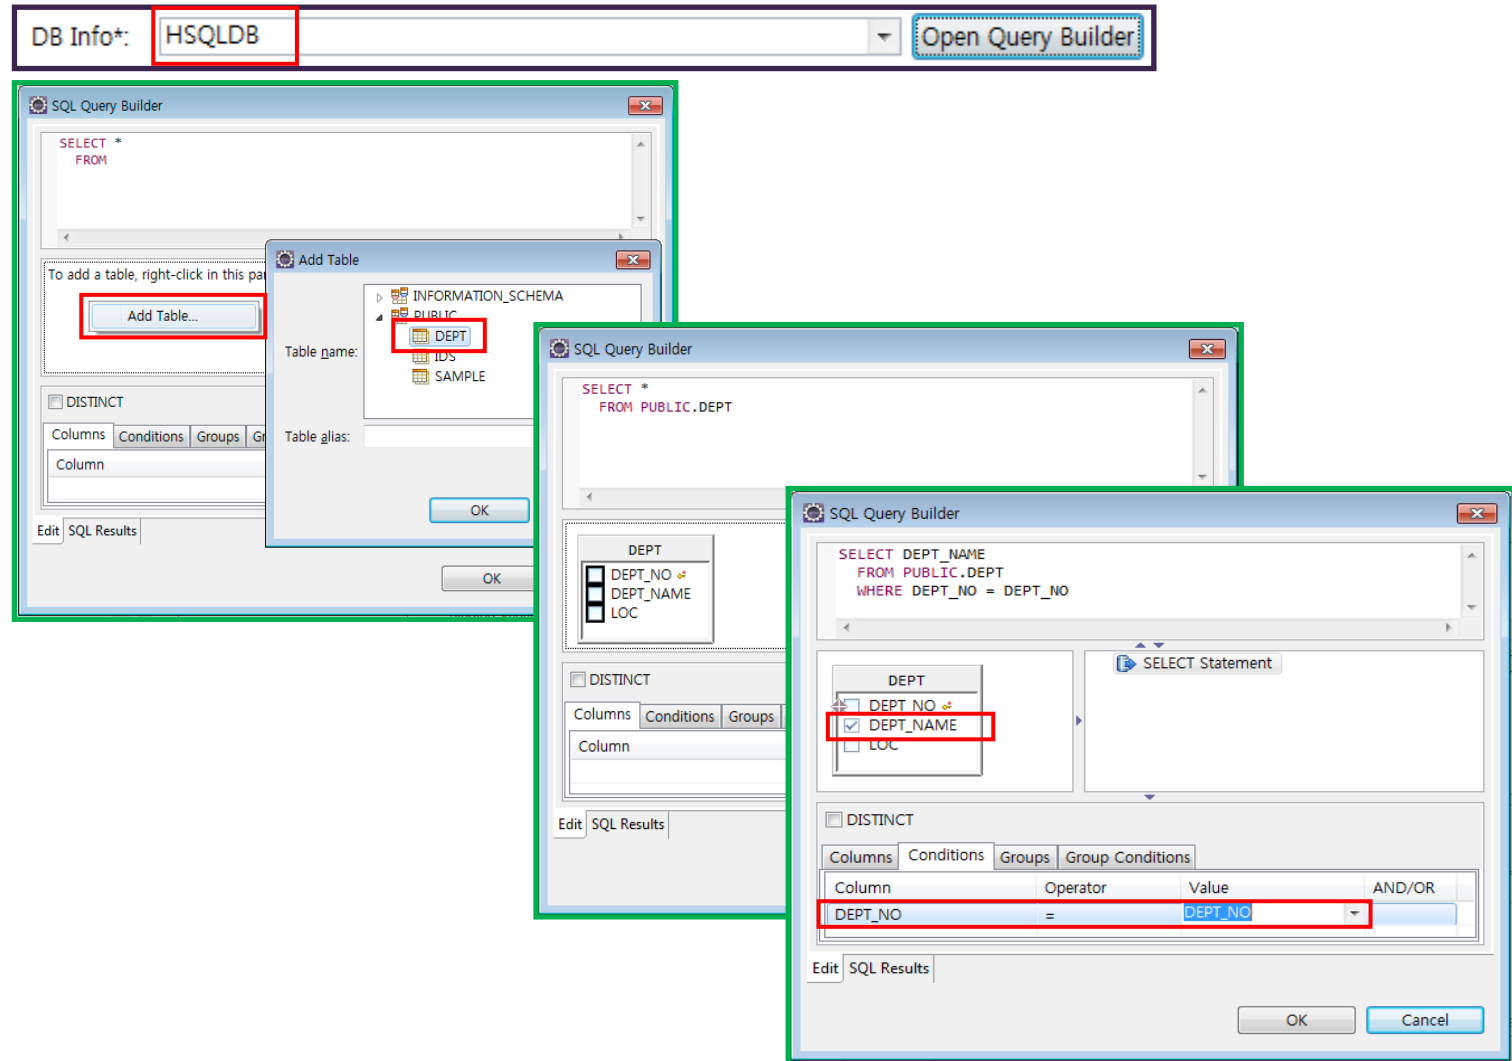 DB Info*: HSQLDB Open Query Builder
SQL Query Builder
SELECT *
FROM
To add a table, right-click in this pa
Add Table...
DISTINCT
Columns Conditions Groups Gr
Column
Edit SQL Results
OK
Add Table
INFORMATION_SCHEMA
PUBLIC
DEPT
IDS
SAMPLE
Table name:
Table alias:
OK
SQL Query Builder
SELECT *
FROM PUBLIC.DEPT
DEPT
DEPT_NO
DEPT_NAME
LOC
DISTINCT
Columns Conditions Groups
Column
Edit SQL Results
SQL Query Builder
SELECT DEPT_NAME
FROM PUBLIC.DEPT
WHERE DEPT_NO = DEPT_NO
DEPT
DEPT_NO
DEPT_NAME
LOC
SELECT Statement
DISTINCT
Columns Conditions Groups Group Conditions
Column Operator Value AND/OR
DEPT_NO = DEPT_NO
Edit SQL Results
OK Cancel